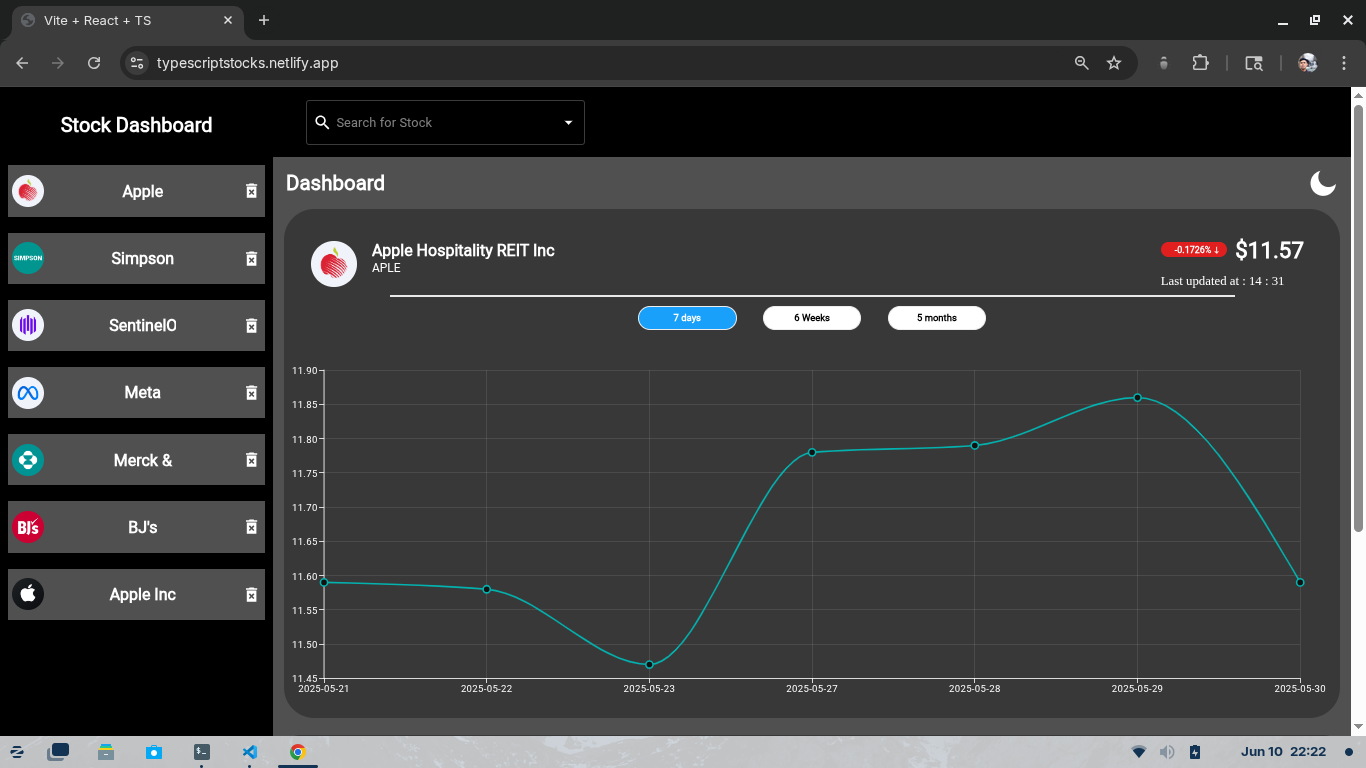 Vite + React + TS
typescriptstocks.netlify.app
Stock Dashboard
Search for Stock
Apple
SIMPSON
Simpson
SentinelO
Meta
Merck &
BJ's
BJ's
Apple Inc
Dashboard
Apple Hospitality REIT Inc
APLE
-0.1726% ↓
$11.57
Last updated at : 14 : 31
7 days
6 Weeks
5 months
11.90
11.85
11.80
11.75
11.70
11.65
11.60
11.55
11.50
11.45
2025-05-21 2025-05-22 2025-05-23 2025-05-27 2025-05-28 2025-05-29 2025-05-30
Jun 10 22:22